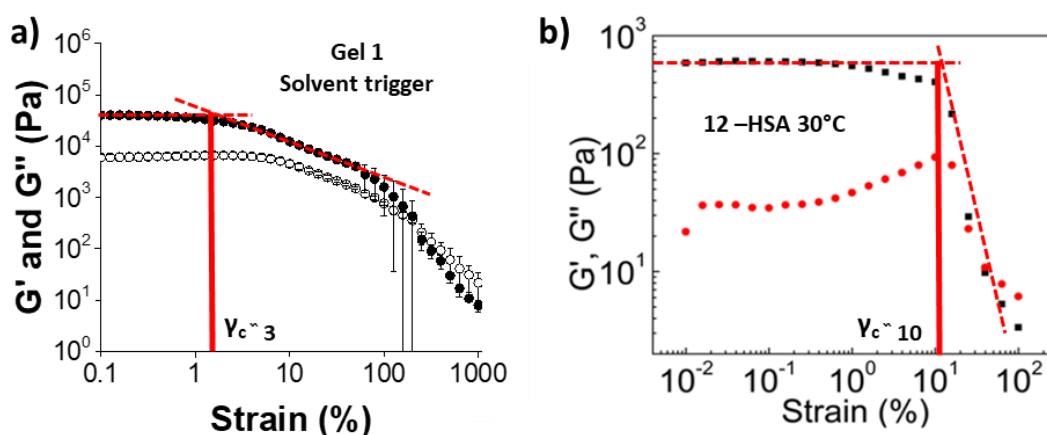 a)
Gel 1
Solvent trigger
G' and G" (Pa)
10⁶
10⁵
10⁴
10³
10²
10¹
10⁰
γc ~ 3
0.1 1 10 100 1000
Strain (%)
b)
12 –HSA 30°C
G', G" (Pa)
10³
10²
10¹
γc ~ 10
10⁻² 10⁻¹ 10⁰ 10¹ 10²
Strain (%)